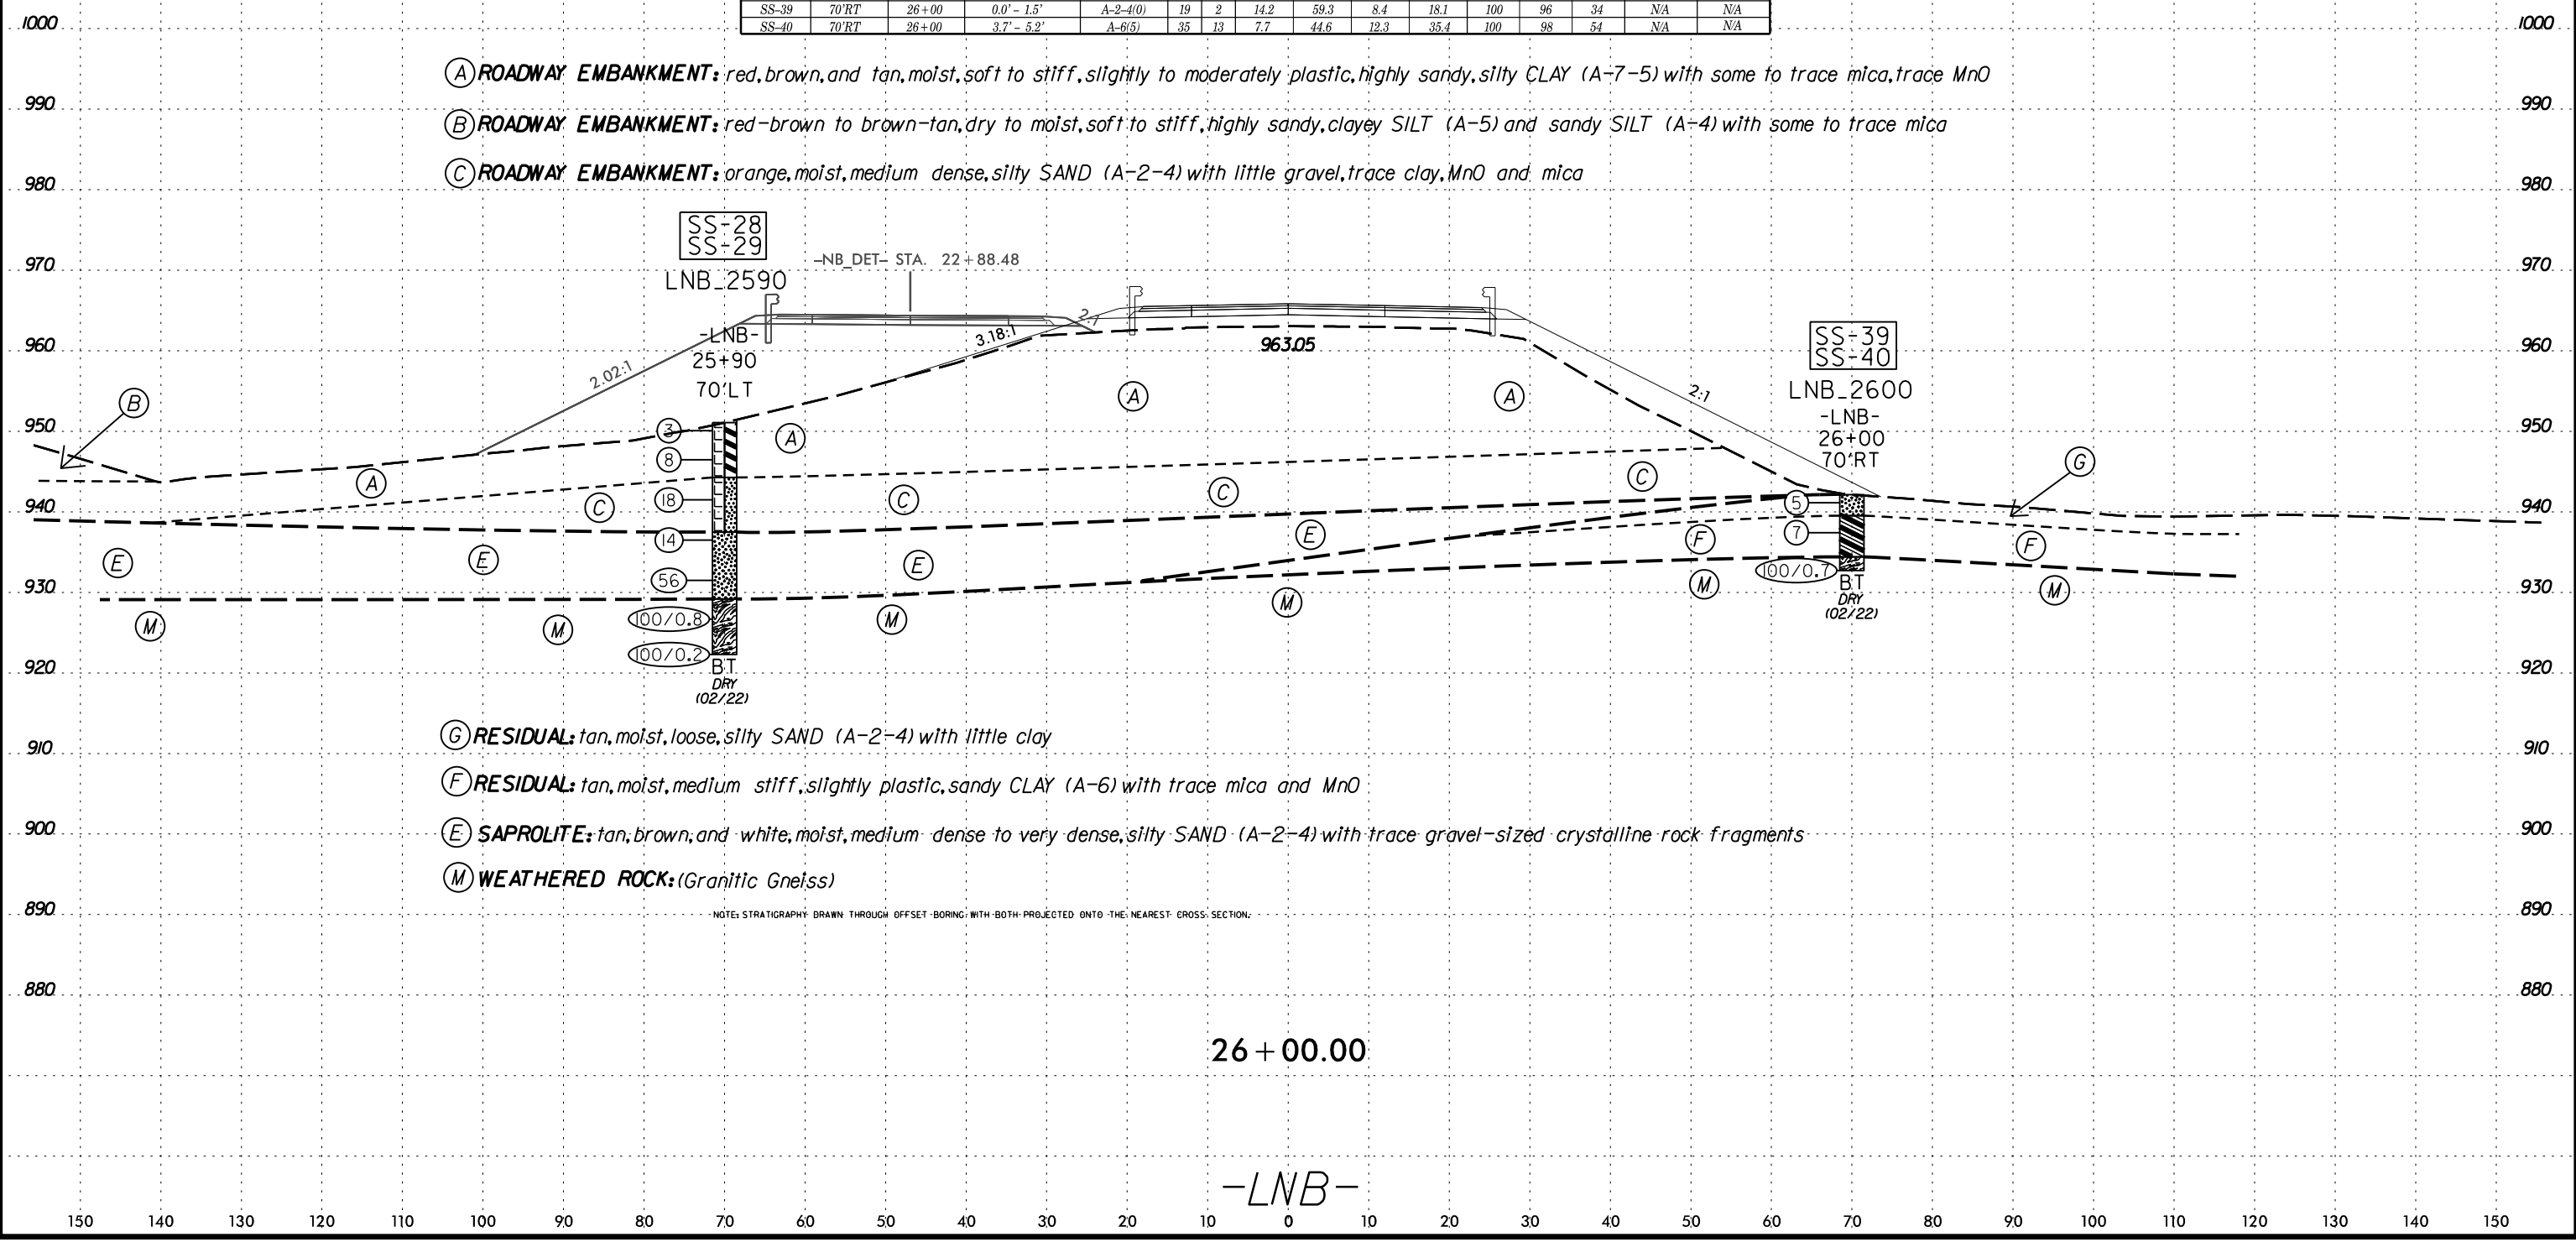 SS-39 70'RT 26+00 0.0' - 1.5' A-2-4(0) 19 2 14.2 59.3 8.4 18.1 100 96 34 N/A N/A
SS-40 70'RT 26+00 3.7' - 5.2' A-6(5) 35 13 7.7 44.6 12.3 35.4 100 98 54 N/A N/A
1000 1000
A ROADWAY EMBANKMENT: red, brown, and tan, moist, soft to stiff, slightly to moderately plastic, highly sandy, silty CLAY (A-7-5) with some to trace mica, trace MnO
990 990
B ROADWAY EMBANKMENT: red-brown to brown-tan, dry to moist, soft to stiff, highly sandy, clayey SILT (A-5) and sandy SILT (A-4) with some to trace mica
C ROADWAY EMBANKMENT: orange, moist, medium dense, silty SAND (A-2-4) with little gravel, trace clay, MnO and mica
980 980
SS-28
SS-29
-NB_DET- STA. 22+88.48
970 970
LNB_2590
2:1
-LNB-
3.18:1
SS-39
963.05
960 960
25+90
SS-40
2.02:1
70'LT
LNB_2600
2:1
A A
B
-LNB-
950 950
3
A
26+00
8
70'RT
G
A
C
C
C
18
C
5
940 940
14
E
7
F
F
E
E
E
56
930 930
100/0.7
BT
M
M
DRY
(02/22)
M
100/0.8
M
M
M
100/0.2
920 920
BT
DRY
(02/22)
G RESIDUAL: tan, moist, loose, silty SAND (A-2-4) with little clay
910 910
F RESIDUAL: tan, moist, medium stiff, slightly plastic, sandy CLAY (A-6) with trace mica and MnO
900 900
E SAPROLITE: tan, brown, and white, moist, medium dense to very dense, silty SAND (A-2-4) with trace gravel-sized crystalline rock fragments
M WEATHERED ROCK: (Granitic Gneiss)
890 890
NOTE: STRATIGRAPHY DRAWN THROUGH OFFSET BORING WITH BOTH PROJECTED ONTO THE NEAREST CROSS SECTION.
880 880
26+00.00
-LNB-
150 140 130 120 110 100 90 80 70 60 50 40 30 20 10 0 10 20 30 40 50 60 70 80 90 100 110 120 130 140 150